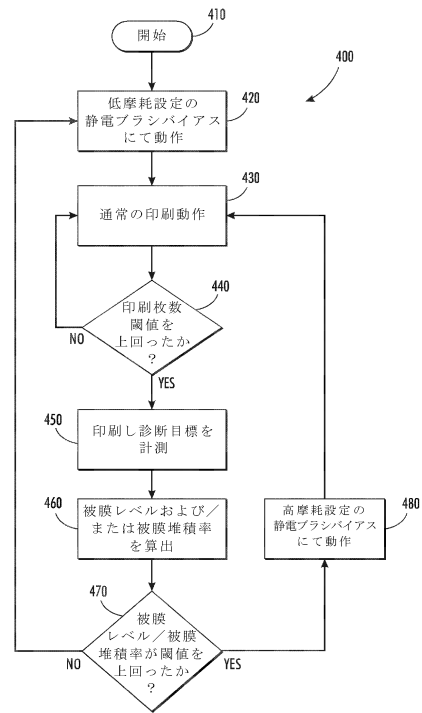 開始
410
400
低摩耗設定の
静電ブラシバイアス
にて動作
420
通常の印刷動作
430
印刷枚数
閾値を
上回ったか
?
440
NO
YES
印刷し診断目標を
計測
450
被膜レベルおよび／
または被膜堆積率
を算出
460
高摩耗設定の
静電ブラシバイアス
にて動作
480
被膜
レベル／被膜
堆積率が閾値を
上回ったか
?
470
NO
YES